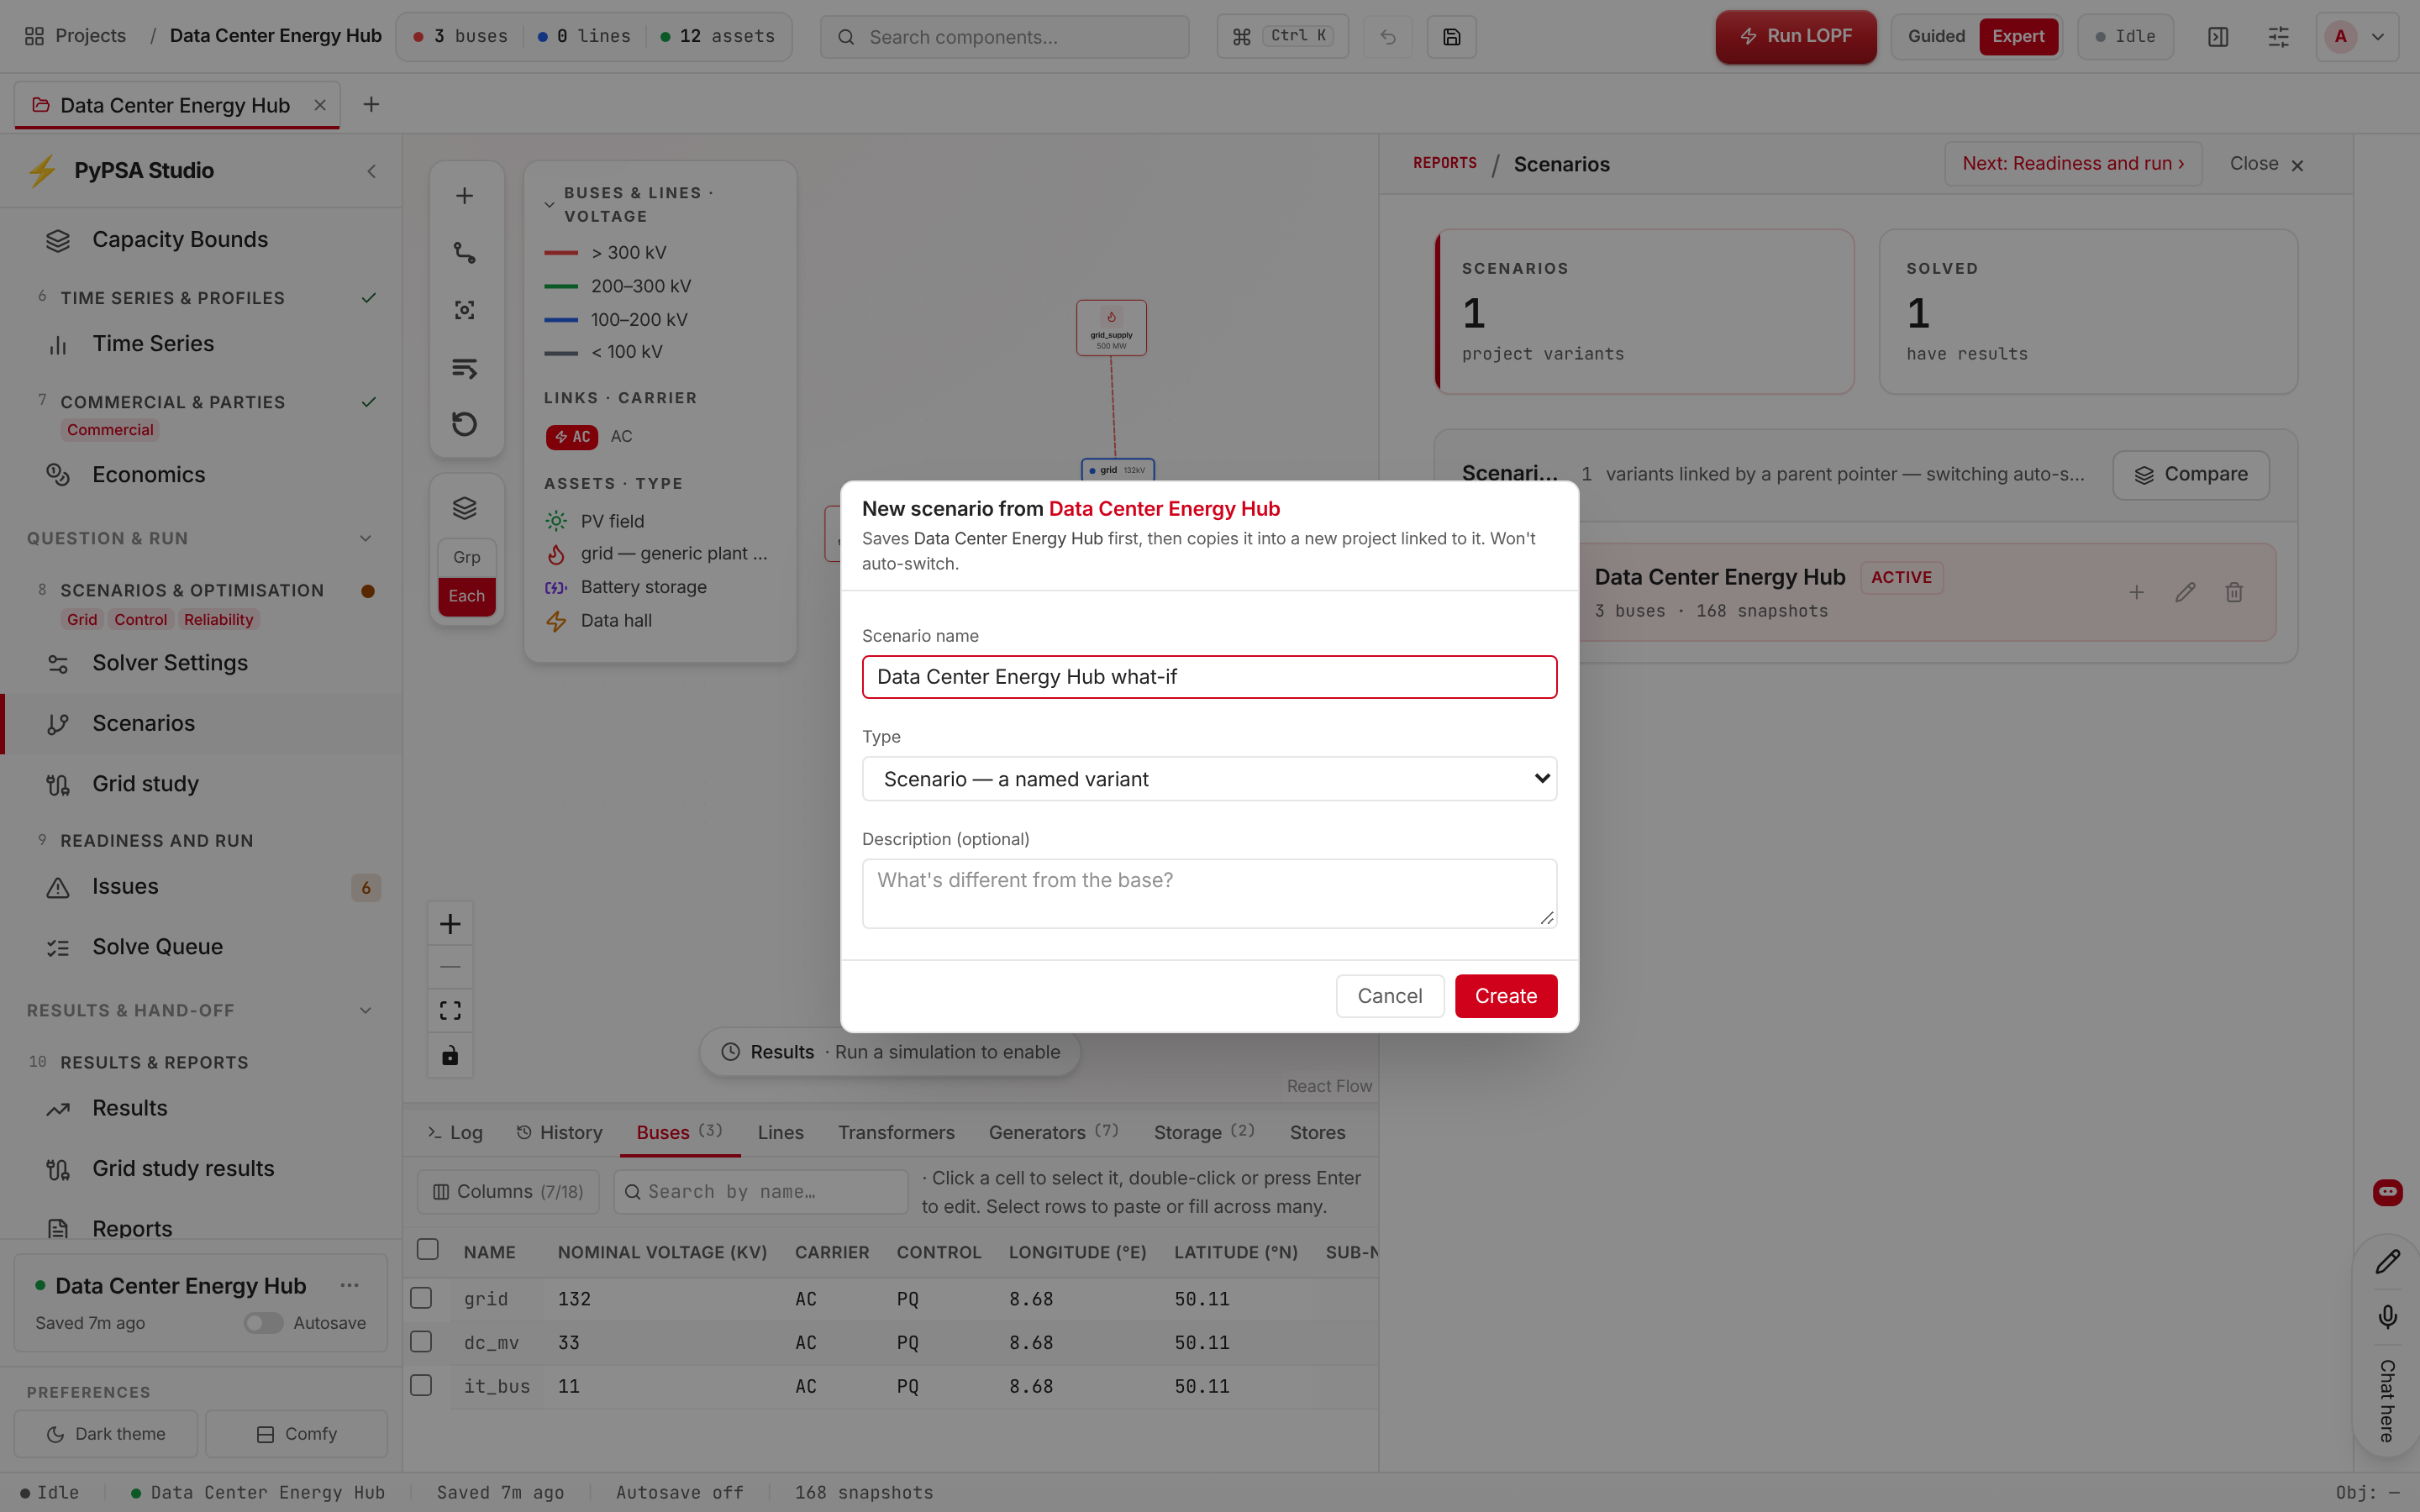 Projects / Data Center Energy Hub
3 buses
0 lines
12 assets
Search components...
Ctrl K
Run LOPF
Guided
Expert
Idle
A
Data Center Energy Hub
PyPSA Studio
Capacity Bounds
6 TIME SERIES & PROFILES
Time Series
7 COMMERCIAL & PARTIES
Commercial
Economics
QUESTION & RUN
8 SCENARIOS & OPTIMISATION
Grid Control Reliability
Solver Settings
Scenarios
Grid study
9 READINESS AND RUN
Issues 6
Solve Queue
RESULTS & HAND-OFF
10 RESULTS & REPORTS
Results
Grid study results
Reports
Data Center Energy Hub
Saved 7m ago
Autosave
PREFERENCES
Dark theme
Comfy
Grp
Each
BUSES & LINES ·
VOLTAGE
> 300 kV
200–300 kV
100–200 kV
< 100 kV
LINKS · CARRIER
AC AC
ASSETS · TYPE
PV field
grid — generic plant ...
Battery storage
Data hall
grid_supply
500 MW
grid 132kV
Results · Run a simulation to enable
React Flow
REPORTS / Scenarios
Next: Readiness and run ›
Close
SCENARIOS
1
project variants
SOLVED
1
have results
Scenari... 1 variants linked by a parent pointer — switching auto-s...
Compare
Data Center Energy Hub ACTIVE
3 buses · 168 snapshots
New scenario from Data Center Energy Hub
Saves Data Center Energy Hub first, then copies it into a new project linked to it. Won't
auto-switch.
Scenario name
Data Center Energy Hub what-if
Type
Scenario — a named variant
Description (optional)
What's different from the base?
Cancel
Create
Log
History
Buses (3)
Lines
Transformers
Generators (7)
Storage (2)
Stores
Columns (7/18)
Search by name…
· Click a cell to select it, double-click or press Enter
to edit. Select rows to paste or fill across many.
NAME NOMINAL VOLTAGE (KV) CARRIER CONTROL LONGITUDE (°E) LATITUDE (°N) SUB-N
grid 132 AC PQ 8.68 50.11
dc_mv 33 AC PQ 8.68 50.11
it_bus 11 AC PQ 8.68 50.11
Chat here
Idle
Data Center Energy Hub
Saved 7m ago
Autosave off
168 snapshots
Obj: —